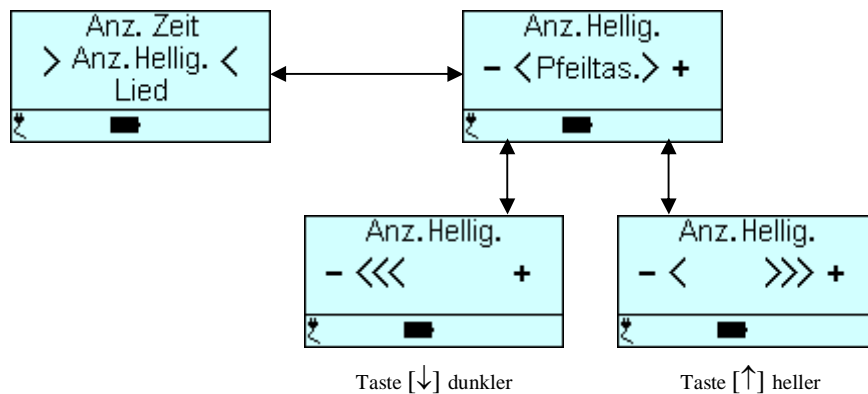 Anz. Zeit
> Anz.Hellig. <
Lied
Anz.Hellig.
- <Pfeiltas.> +
Anz.Hellig.
- <<< +
Anz.Hellig.
- < >>> +
Taste [↓] dunkler
Taste [↑] heller